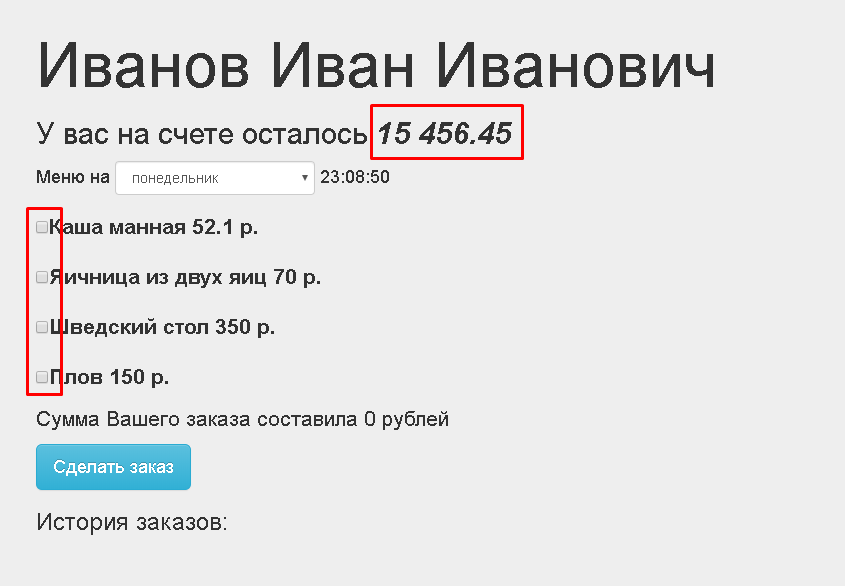 Иванов Иван Иванович
У вас на счете осталось 15 456.45
Меню на понедельник 23:08:50
Каша манная 52.1 р.
Яичница из двух яиц 70 р.
Шведский стол 350 р.
Плов 150 р.
Сумма Вашего заказа составила 0 рублей
Сделать заказ
История заказов: